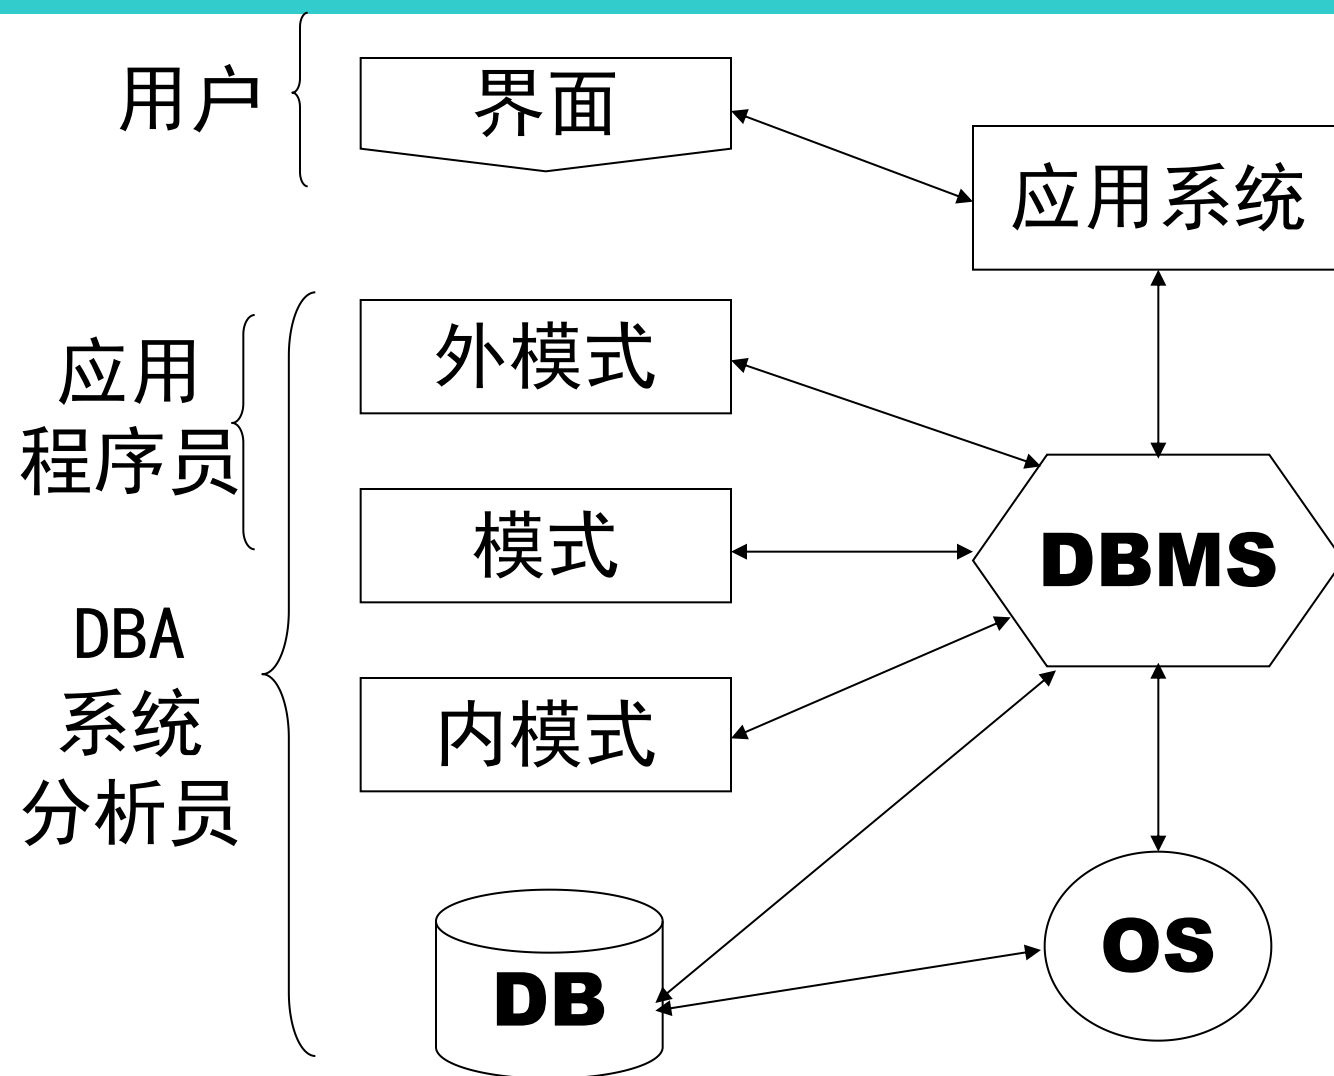 用户
界面
应用系统
外模式
应用
程序员
模式
DBMS
DBA
系统
分析员
内模式
DB
OS